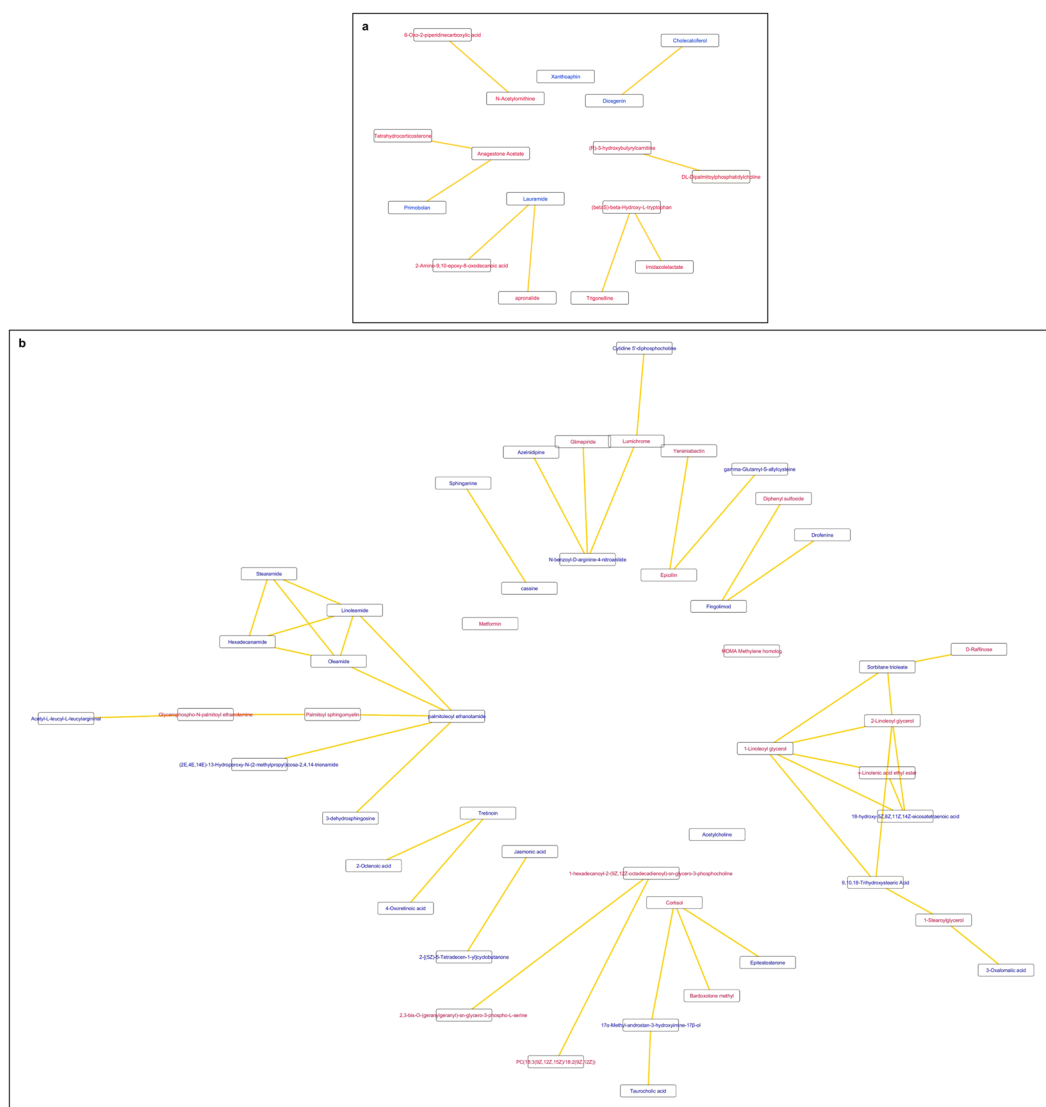 a
6-Oxo-2-piperidinecarboxylic acid
Cholecalciferol
Xanthoaphin
N-Acetylornithine
Dicegenin
Tetrahydrocorticosterone
(R)-3-hydroxybutyrylcarnitine
Anagestone Acetate
DL-Dipalmitoylphosphatidylcholine
Lauramide
Primobolan
(beta)S)-beta-Hydroxy-L-tryptophan
2-Amino-9,10-epoxy-8-oxodecanoic acid
Imidazolelactate
spronalide
Trigonelline
b
Cytidine 5'-diphosphocholine
Glimepiride
Lumichrome
Azelnidipine
Yersiniabactin
gamma-Glutamyl-S-allylcysteine
Sphinganine
Diphenyl sulfoxide
Drofenine
N-benzoyl-D-arginine-4-nitroanilide
Stearamide
Epicillin
cassine
Linoleamide
Fingolimod
Metformin
Hexadecanamide
MDMA Methylene homolog
D-Raffinose
Oleamide
Sorbitane trioleate
Glycerophospho-N-palmitoyl ethanolamine
Palmitoyl sphingomyelin
palmitoleoyl ethanolamide
Acetyl-L-leucyl-L-leucylargininal
2-Linoleoyl glycerol
1-Linoleoyl glycerol
(2E,4E,14E)-13-Hydroperoxy-N-(2-methylpropyl)icosa-2,4,14-trienamide
α-Linolenic acid ethyl ester
Tretinoin
3-dehydrosphingosine
18-hydroxy-5Z,8Z,11Z,14Z-eicosatetraenoic acid
Acetylcholine
Jasmonic acid
2-Octenoic acid
1-hexadecanoyl-2-(9Z,12Z-octadecadienoyl)-sn-glycero-3-phosphocholine
9,10,18-Trihydroxystearic Acid
Cortisol
4-Oxoretinoic acid
1-Stearoylglycerol
2-[(5Z)-5-Tetradecen-1-yl]cyclobutanone
Epitestosterone
3-Oxalomalic acid
Bardoxolone methyl
2,3-bis-O-(geranylgeranyl)-sn-glycero-3-phospho-L-serine
17α-Methyl-androstan-3-hydroxyimine-17β-ol
PC(18:3(9Z,12Z,15Z)/18:2(9Z,12Z))
Taurocholic acid